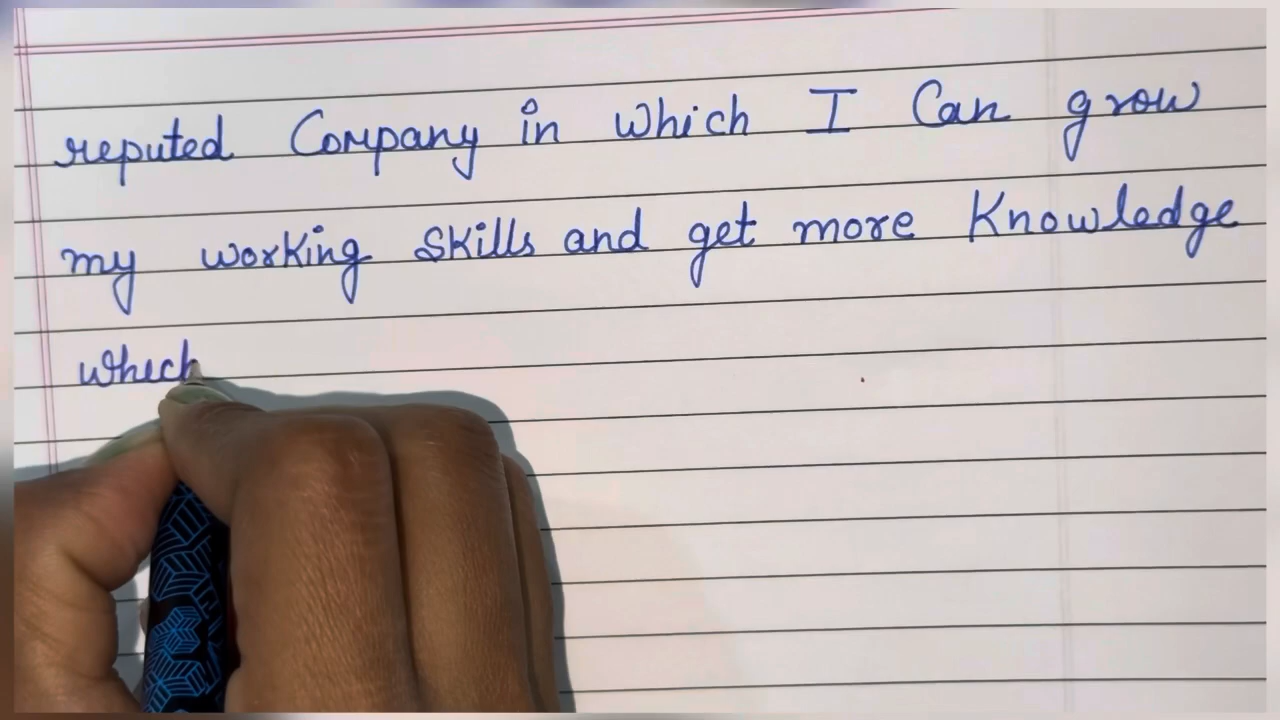 reputed Company in which I Can grow
my working skills and get more Knowledge
which